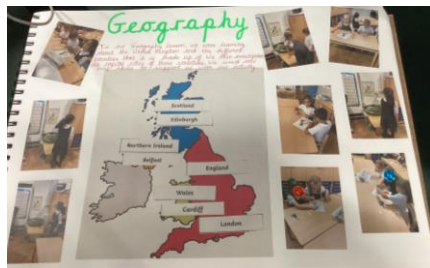 Geography
In our Geography lesson, we were learning
about the United Kingdom and the different
countries that it is made up of. We then
the capital cities of these countries. We used
Scotland
Edinburgh
Northern Ireland
Belfast
England
Wales
Cardiff
London